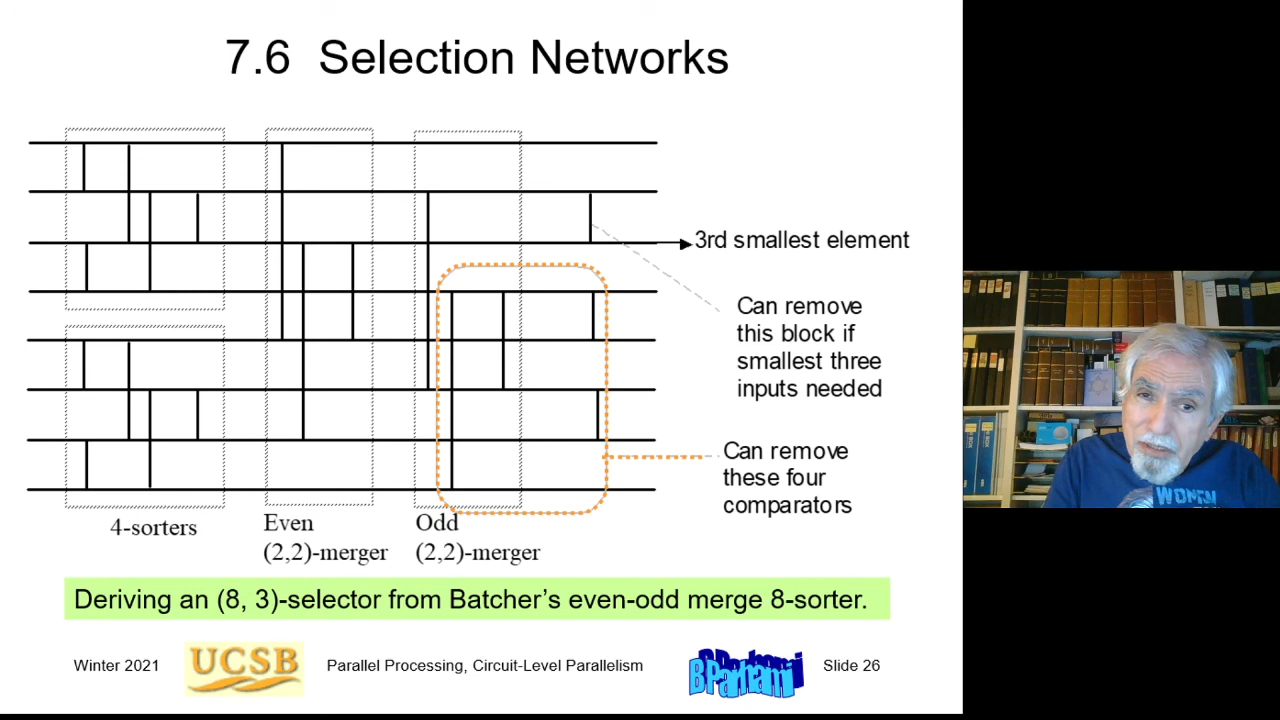 7.6 Selection Networks
3rd smallest element
Can remove
this block if
smallest three
inputs needed
Can remove
these four
comparators
4-sorters
Even
(2,2)-merger
Odd
(2,2)-merger
Deriving an (8, 3)-selector from Batcher’s even-odd merge 8-sorter.
Winter 2021
UCSB
Parallel Processing, Circuit-Level Parallelism
B Parhami
Slide 26
WOMEN